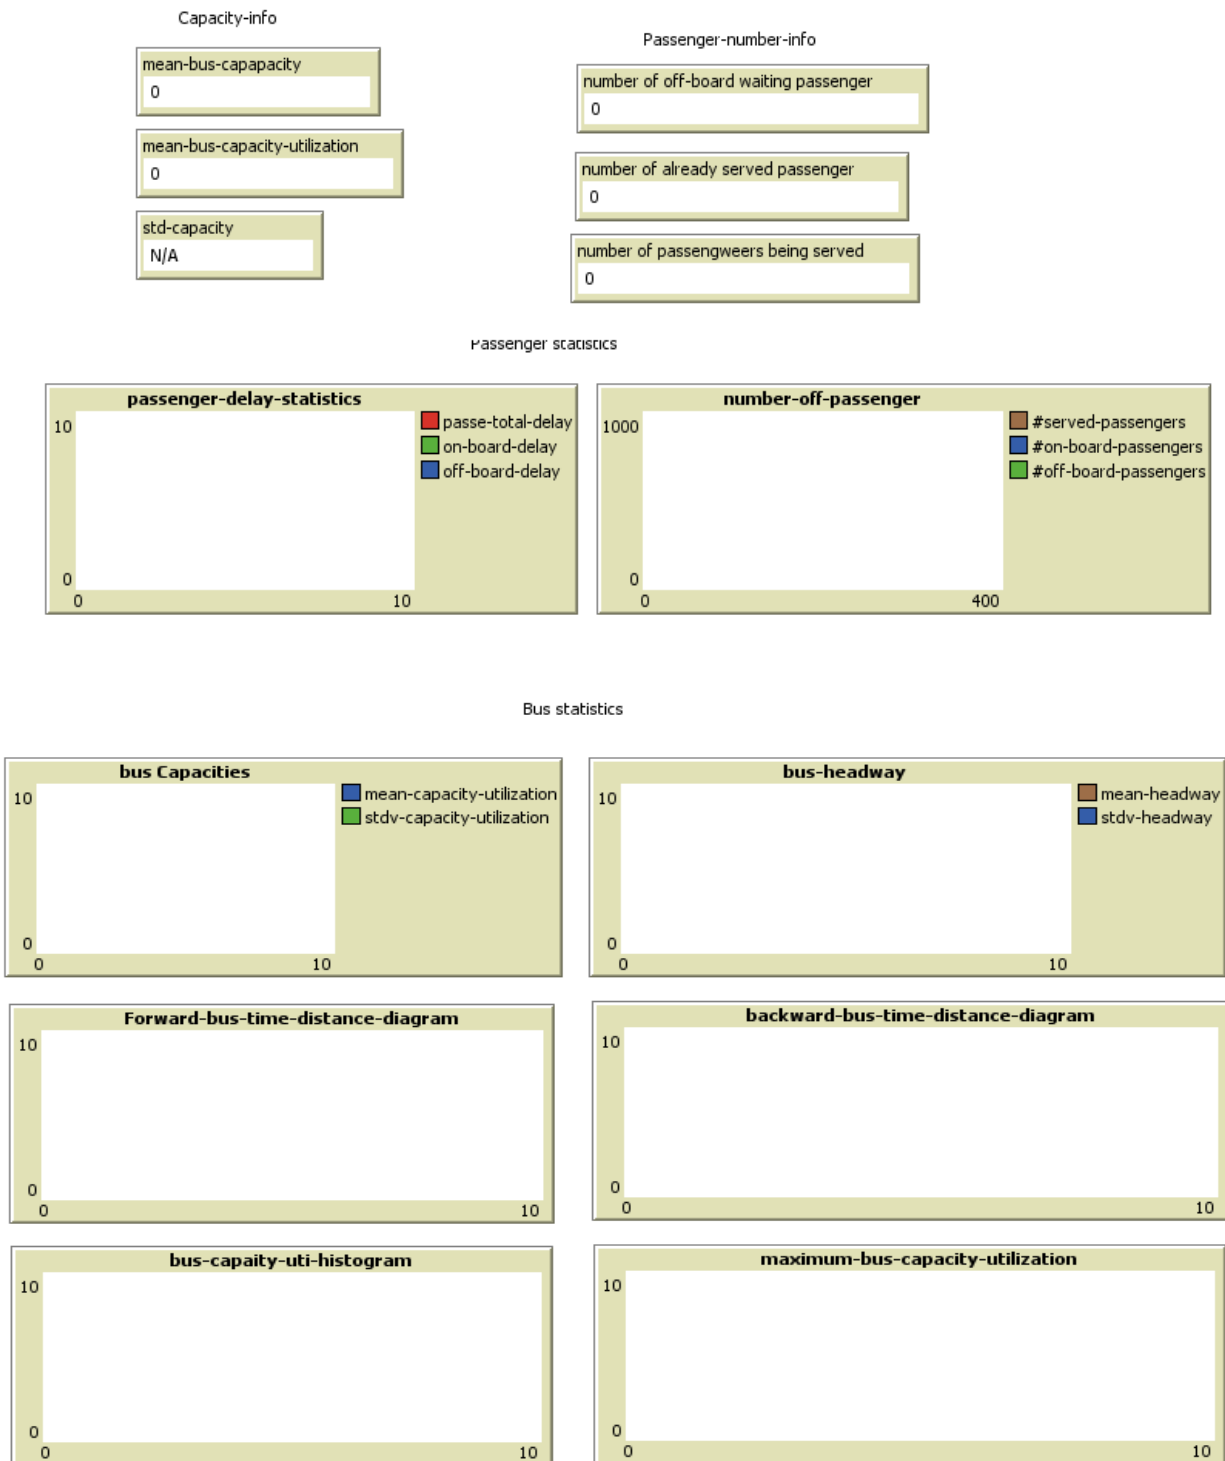 Capacity-info
mean-bus-capapacity
0
mean-bus-capacity-utilization
0
std-capacity
N/A
Passenger-number-info
number of off-board waiting passenger
0
number of already served passenger
0
number of passengweers being served
0
Passenger statistics
passenger-delay-statistics
10
0
0
10
passe-total-delay
on-board-delay
off-board-delay
number-off-passenger
1000
0
0
400
#served-passengers
#on-board-passengers
#off-board-passengers
Bus statistics
bus Capacities
10
0
0
10
mean-capacity-utilization
stdv-capacity-utilization
bus-headway
10
0
0
10
mean-headway
stdv-headway
Forward-bus-time-distance-diagram
10
0
0
10
backward-bus-time-distance-diagram
10
0
0
10
bus-capaity-uti-histogram
10
0
0
10
maximum-bus-capacity-utilization
10
0
0
10